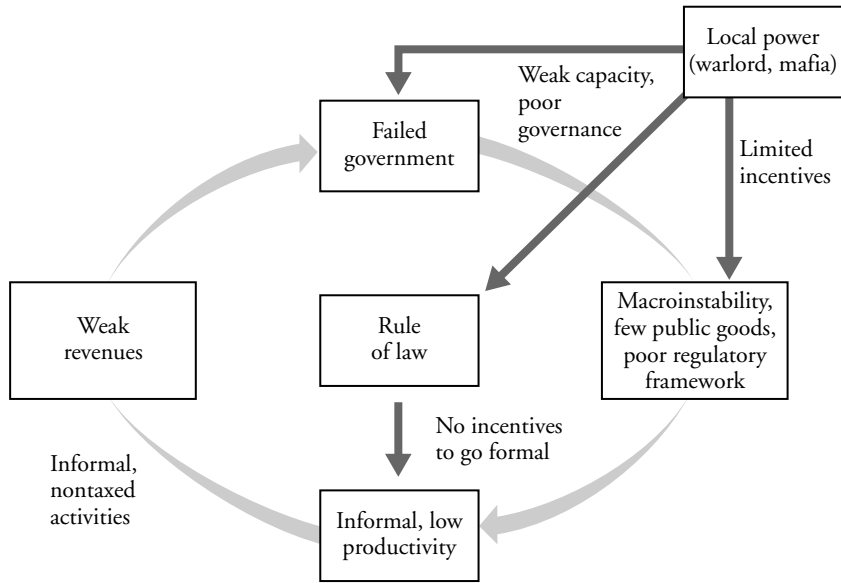 Local power
(warlord, mafia)
Weak capacity,
poor
governance
Failed
government
Limited
incentives
Weak
revenues
Rule
of law
Macroinstability,
few public goods,
poor regulatory
framework
No incentives
to go formal
Informal,
nontaxed
activities
Informal, low
productivity